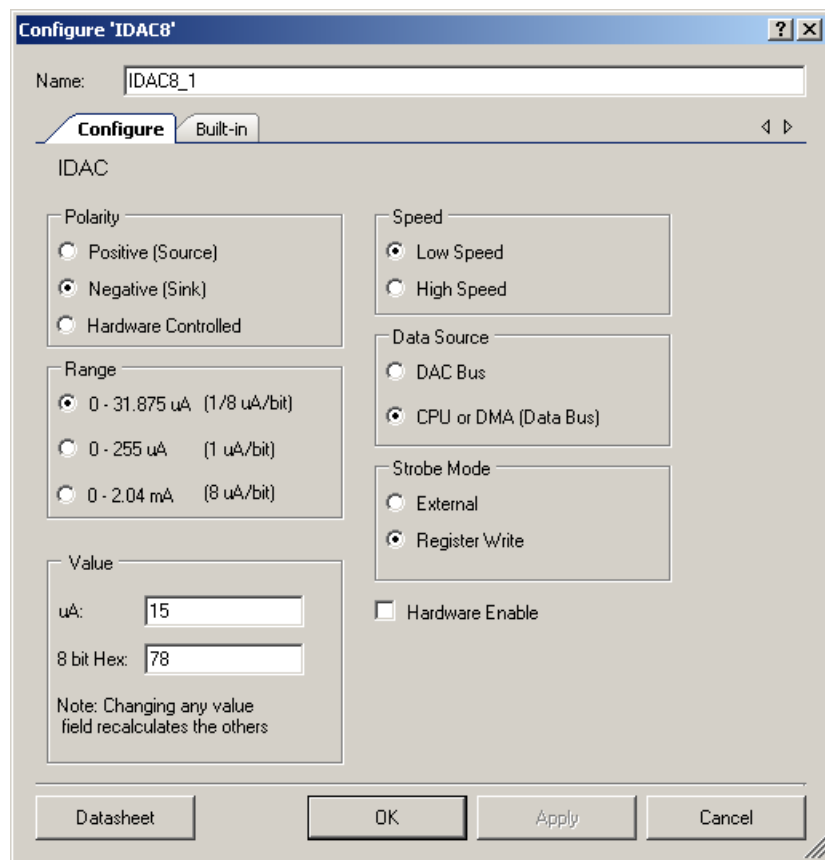 Configure 'IDAC8'
Name: IDAC8_1
Configure Built-in
IDAC
Polarity
Positive (Source)
Negative (Sink)
Hardware Controlled
Range
0 - 31.875 uA (1/8 uA/bit)
0 - 255 uA (1 uA/bit)
0 - 2.04 mA (8 uA/bit)
Value
uA: 15
8 bit Hex: 78
Note: Changing any value
field recalculates the others
Speed
Low Speed
High Speed
Data Source
DAC Bus
CPU or DMA (Data Bus)
Strobe Mode
External
Register Write
Hardware Enable
Datasheet OK Apply Cancel